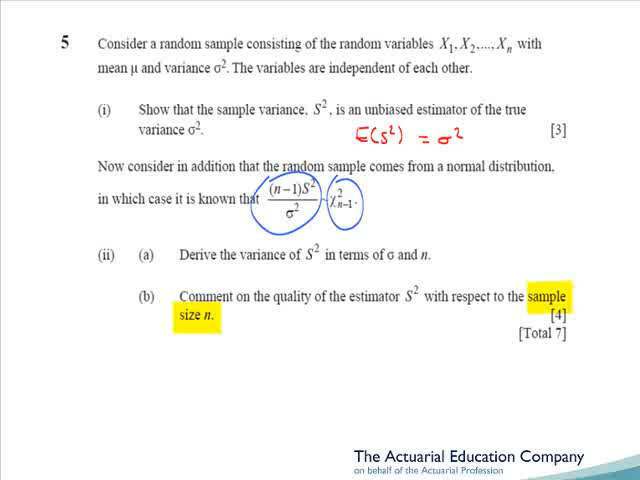 5 Consider a random sample consisting of the random variables X₁, X₂,..., Xₙ with
mean μ and variance σ². The variables are independent of each other.
(i) Show that the sample variance, S², is an unbiased estimator of the true
variance σ². [3]
E(S²) = σ²
Now consider in addition that the random sample comes from a normal distribution,
in which case it is known that (n−1)S²/σ² ~ χ²ₙ₋₁.
(ii) (a) Derive the variance of S² in terms of σ and n.
(b) Comment on the quality of the estimator S² with respect to the sample
size n. [4]
[Total 7]
The Actuarial Education Company
on behalf of the Actuarial Profession